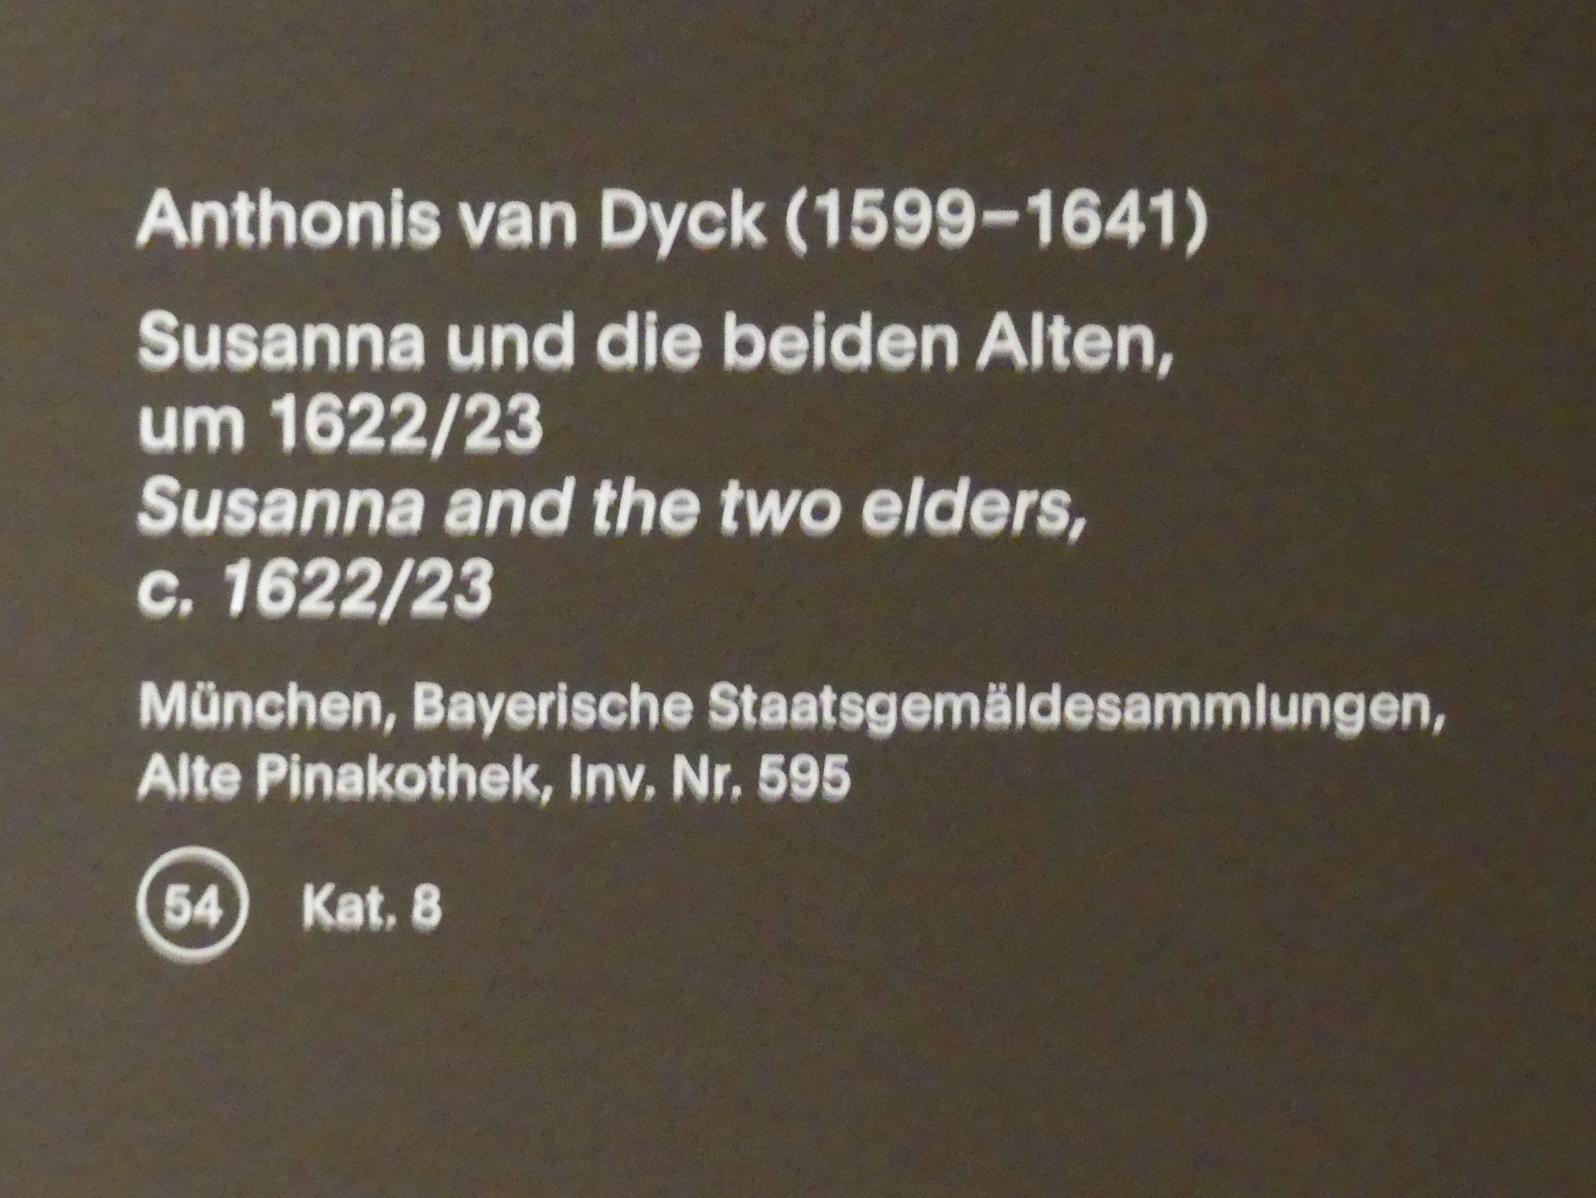 Anthonis van Dyck (1599–1641)
Susanna und die beiden Alten,
um 1622/23
Susanna and the two elders,
c. 1622/23
München, Bayerische Staatsgemäldesammlungen,
Alte Pinakothek, Inv. Nr. 595
54 Kat. 8